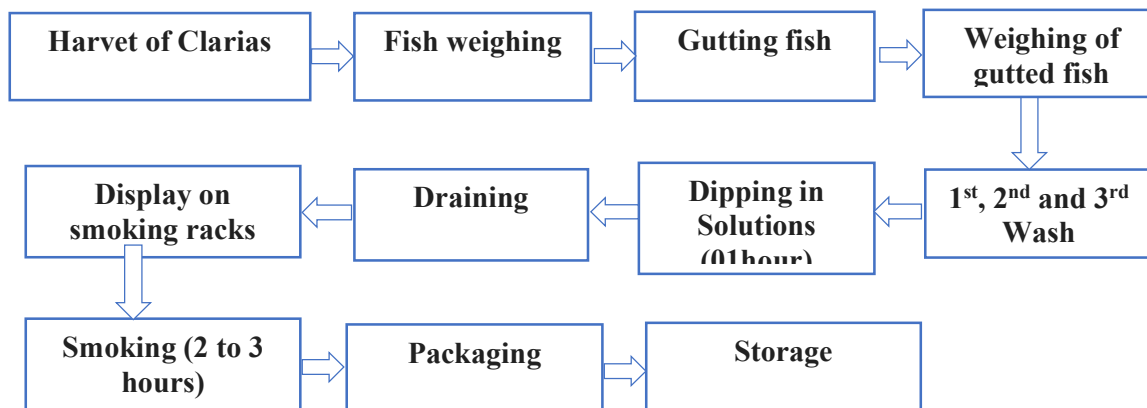 Harvet of Clarias
Fish weighing
Gutting fish
Weighing of
gutted fish
1st, 2nd and 3rd
Wash
Dipping in
Solutions
(01hour)
Draining
Display on
smoking racks
Smoking (2 to 3
hours)
Packaging
Storage